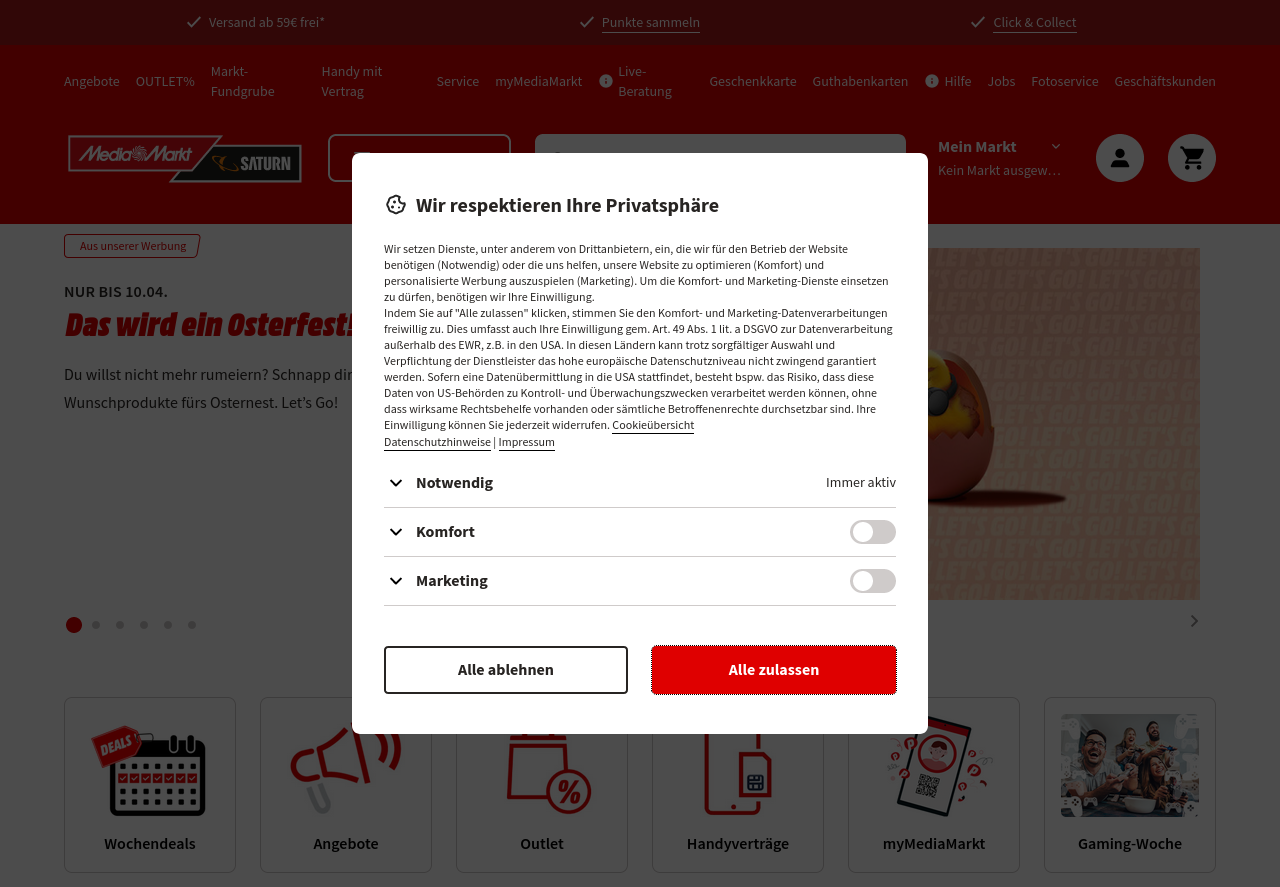 Versand ab 59€ frei*
Punkte sammeln
Click & Collect
Angebote
OUTLET%
Markt-
Fundgrube
Handy mit
Vertrag
Service
myMediaMarkt
Live-
Beratung
Geschenkkarte
Guthabenkarten
Hilfe
Jobs
Fotoservice
Geschäftskunden
MediaMarkt
SATURN
Mein Markt
Kein Markt ausgew…
Aus unserer Werbung
NUR BIS 10.04.
Das wird ein Osterfest!
Du willst nicht mehr rumeiern? Schnapp dir
Wunschprodukte fürs Osternest. Let's Go!
Wir respektieren Ihre Privatsphäre
Wir setzen Dienste, unter anderem von Drittanbietern, ein, die wir für den Betrieb der Website
benötigen (Notwendig) oder die uns helfen, unsere Website zu optimieren (Komfort) und
personalisierte Werbung auszuspielen (Marketing). Um die Komfort- und Marketing-Dienste einsetzen
zu dürfen, benötigen wir Ihre Einwilligung.
Indem Sie auf "Alle zulassen" klicken, stimmen Sie den Komfort- und Marketing-Datenverarbeitungen
freiwillig zu. Dies umfasst auch Ihre Einwilligung gem. Art. 49 Abs. 1 lit. a DSGVO zur Datenverarbeitung
außerhalb des EWR, z.B. in den USA. In diesen Ländern kann trotz sorgfältiger Auswahl und
Verpflichtung der Dienstleister das hohe europäische Datenschutzniveau nicht zwingend garantiert
werden. Sofern eine Datenübermittlung in die USA stattfindet, besteht bspw. das Risiko, dass diese
Daten von US-Behörden zu Kontroll- und Überwachungszwecken verarbeitet werden können, ohne
dass wirksame Rechtsbehelfe vorhanden oder sämtliche Betroffenenrechte durchsetzbar sind. Ihre
Einwilligung können Sie jederzeit widerrufen. Cookieübersicht
Datenschutzhinweise | Impressum
Notwendig
Immer aktiv
Komfort
Marketing
Alle ablehnen
Alle zulassen
DEALS
%
Wochendeals
Angebote
Outlet
Handyverträge
myMediaMarkt
Gaming-Woche